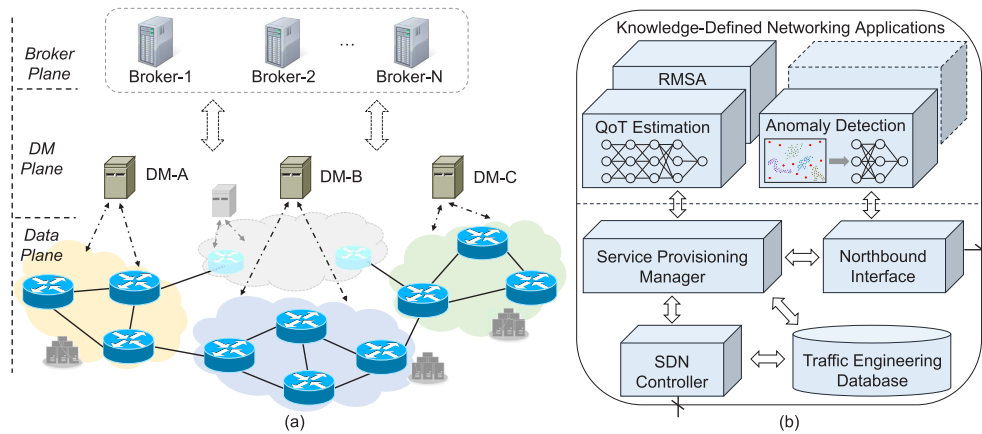 Broker
Plane
Broker-1
Broker-2
...
Broker-N
DM
Plane
DM-A
DM-B
DM-C
Data
Plane
(a)
Knowledge-Defined Networking Applications
RMSA
QoT Estimation
Anomaly Detection
Service Provisioning
Manager
Northbound
Interface
SDN
Controller
Traffic Engineering
Database
(b)